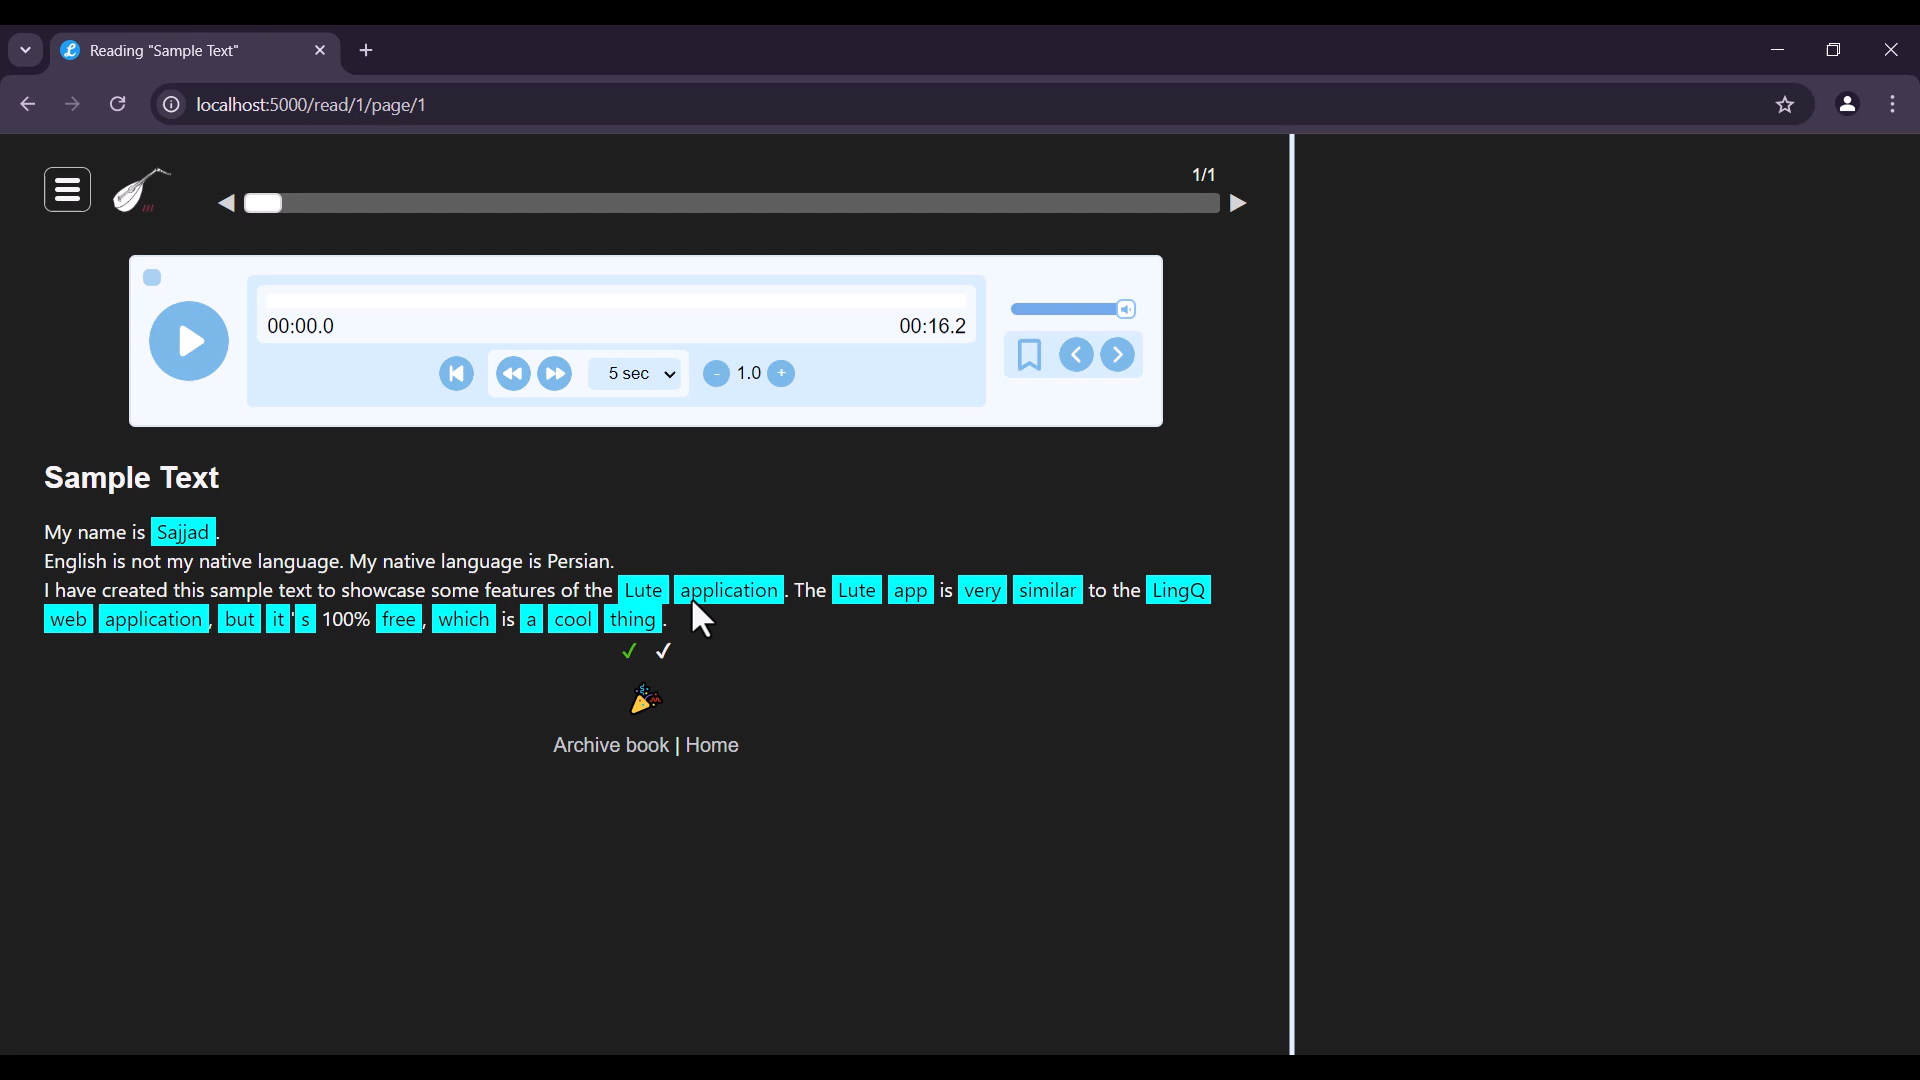 Reading "Sample Text"
localhost:5000/read/1/page/1
1/1
00:00.0
00:16.2
5 sec
- 1.0 +
Sample Text
My name is Sajjad.
English is not my native language. My native language is Persian.
I have created this sample text to showcase some features of the Lute application. The Lute app is very similar to the LingQ
web application, but it's 100% free, which is a cool thing.
Archive book | Home